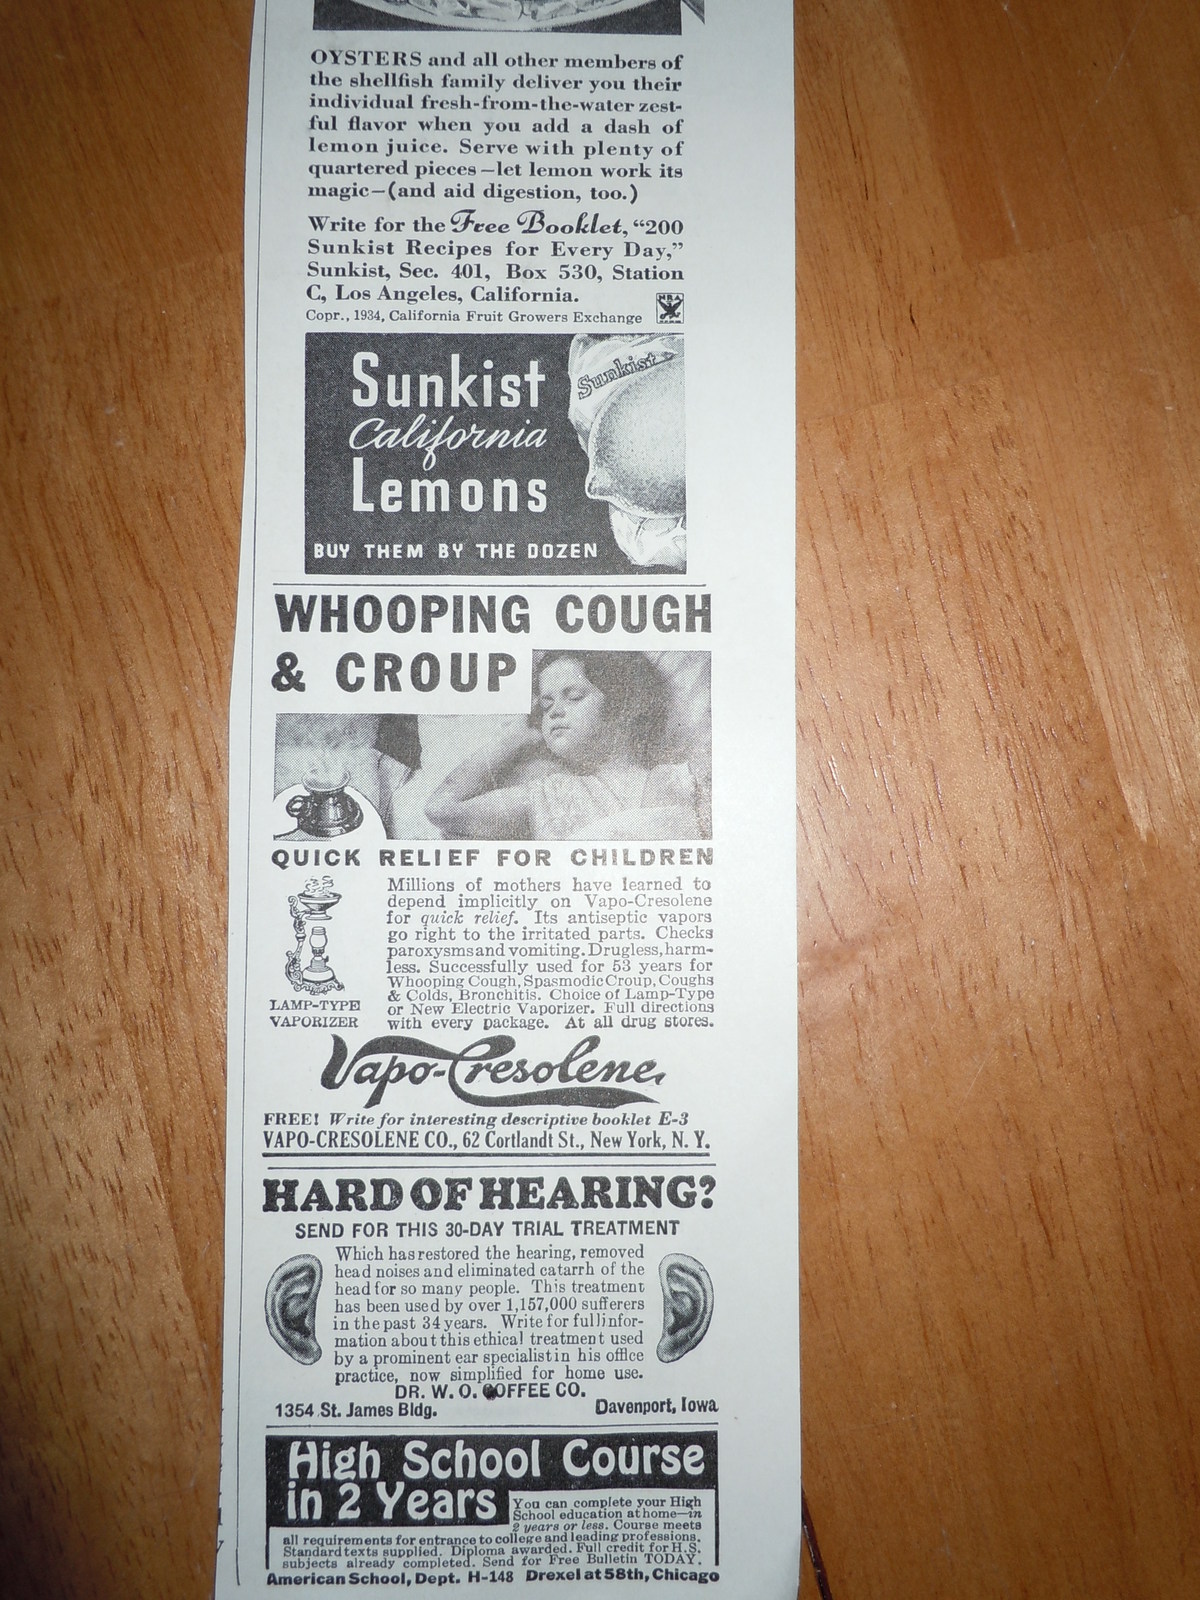 OYSTERS and all other members of
the shellfish family deliver you their
individual fresh-from-the-water zest-
ful flavor when you add a dash of
lemon juice. Serve with plenty of
quartered pieces—let lemon work its
magic—(and aid digestion, too.)
Write for the Free Booklet, “200
Sunkist Recipes for Every Day,”
Sunkist, Sec. 401, Box 530, Station
C, Los Angeles, California.
Copr., 1934, California Fruit Growers Exchange
NRA
Sunkist
Sunkist
California
Lemons
BUY THEM BY THE DOZEN
WHOOPING COUGH
& CROUP
QUICK RELIEF FOR CHILDREN
Millions of mothers have learned to
depend implicitly on Vapo-Cresolene
for quick relief. Its antiseptic vapors
go right to the irritated parts. Checks
paroxysms and vomiting. Drugless, harm-
less. Successfully used for 53 years for
Whooping Cough, Spasmodic Croup, Coughs
& Colds, Bronchitis. Choice of Lamp-Type
or New Electric Vaporizer. Full directions
with every package. At all drug stores.
LAMP-TYPE
VAPORIZER
Vapo-Cresolene
FREE! Write for interesting descriptive booklet E-3
VAPO-CRESOLENE CO., 62 Cortlandt St., New York, N. Y.
HARD OF HEARING?
SEND FOR THIS 30-DAY TRIAL TREATMENT
Which has restored the hearing, removed
head noises and eliminated catarrh of the
head for so many people. This treatment
has been used by over 1,157,000 sufferers
in the past 34 years. Write for full infor-
mation about this ethical treatment used
by a prominent ear specialist in his office
practice, now simplified for home use.
DR. W. O. COFFEE CO.
1354 St. James Bldg. Davenport, Iowa
High School Course
in 2 Years
You can complete your High
School education at home—in
2 years or less. Course meets
all requirements for entrance to college and leading professions.
Standard texts supplied. Diploma awarded. Full credit for H.S.
subjects already completed. Send for Free Bulletin TODAY.
American School, Dept. H-148 Drexel at 58th, Chicago